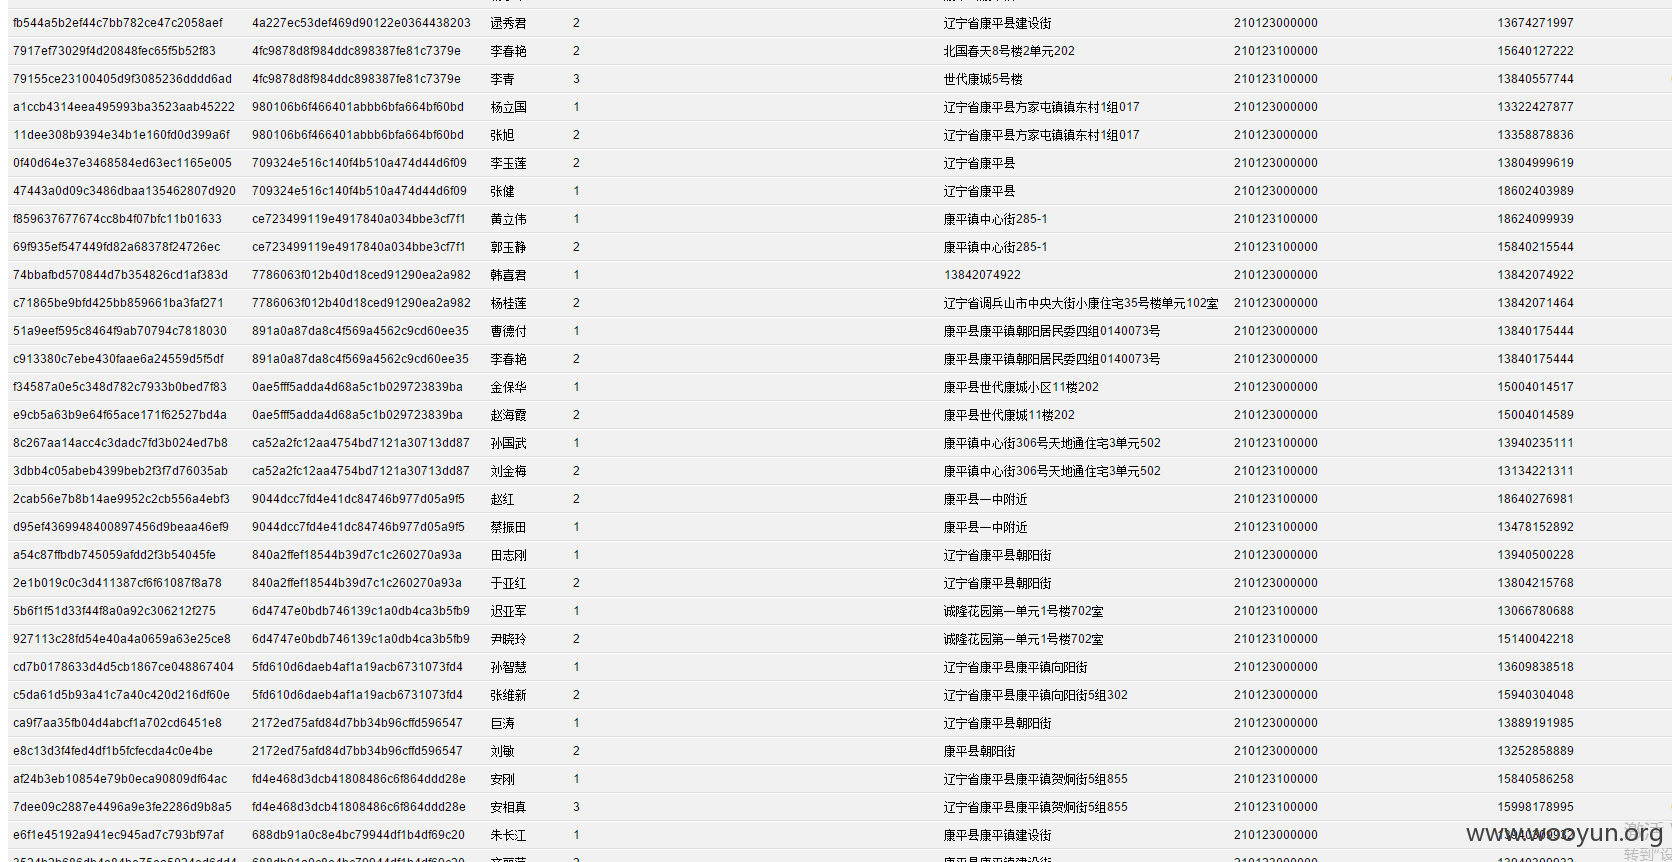 fb544a5b2ef44c7bb782ce47c2058aef 4a227ec53def469d90122e0364438203 逯秀君 2 辽宁省康平县建设街 210123000000 13674271997
7917ef73029f4d20848fec65f5b52f83 4fc9878d8f984ddc898387fe81c7379e 李春艳 2 北国春天8号楼2单元202 210123000000 15640127222
79155ce23100405d9f3085236dddd6ad 4fc9878d8f984ddc898387fe81c7379e 李青 3 世代康城5号楼 210123100000 13840557744
a1ccb4314eea495993ba3523aab45222 980106b6f466401abbb6bfa664bf60bd 杨立国 1 辽宁省康平县方家屯镇镇东村1组017 210123000000 13322427877
11dee308b9394e34b1e160fd0d399a6f 980106b6f466401abbb6bfa664bf60bd 张旭 2 辽宁省康平县方家屯镇镇东村1组017 210123000000 13358878836
0f40d64e37e3468584ed63ec1165e005 709324e516c140f4b510a474d44d6f09 李玉莲 2 辽宁省康平县 210123000000 13804999619
47443a0d09c3486dbaa135462807d920 709324e516c140f4b510a474d44d6f09 张健 1 辽宁省康平县 210123000000 18602403989
f859637677674cc8b4f07bfc11b01633 ce723499119e4917840a034bbe3cf7f1 黄立伟 1 康平镇中心街285-1 210123100000 18624099939
69f935ef547449fd82a68378f24726ec ce723499119e4917840a034bbe3cf7f1 郭玉静 2 康平镇中心街285-1 210123100000 15840215544
74bbafbd570844d7b354826cd1af383d 7786063f012b40d18ced91290ea2a982 韩喜君 1 13842074922 210123000000 13842074922
c71865be9bfd425bb859661ba3faf271 7786063f012b40d18ced91290ea2a982 杨桂莲 2 辽宁省调兵山市中央大街小康住宅35号楼单元102室 210123000000 13842071464
51a9eef595c8464f9ab70794c7818030 891a0a87da8c4f569a4562c9cd60ee35 曹德付 1 康平县康平镇朝阳居民委四组0140073号 210123000000 13840175444
c913380c7ebe430faae6a24559d5f5df 891a0a87da8c4f569a4562c9cd60ee35 李春艳 2 康平县康平镇朝阳居民委四组0140073号 210123000000 13840175444
f34587a0e5c348d782c7933b0bed7f83 0ae5fff5adda4d68a5c1b029723839ba 金保华 1 康平县世代康城小区11楼202 210123000000 15004014517
e9cb5a63b9e64f65ace171f62527bd4a 0ae5fff5adda4d68a5c1b029723839ba 赵海霞 2 康平县世代康城11楼202 210123000000 15004014589
8c267aa14acc4c3dadc7fd3b024ed7b8 ca52a2fc12aa4754bd7121a30713dd87 孙国武 1 康平镇中心街306号天地通住宅3单元502 210123100000 13940235111
3dbb4c05abeb4399beb2f3f7d76035ab ca52a2fc12aa4754bd7121a30713dd87 刘金梅 2 康平镇中心街306号天地通住宅3单元502 210123100000 13134221311
2cab56e7b8b14ae9952c2cb556a4ebf3 9044dcc7fd4e41dc84746b977d05a9f5 赵红 2 康平县一中附近 210123100000 18640276981
d95ef4369948400897456d9beaa46ef9 9044dcc7fd4e41dc84746b977d05a9f5 蔡振田 1 康平县一中附近 210123100000 13478152892
a54c87ffbdb745059afdd2f3b54045fe 840a2ffef18544b39d7c1c260270a93a 田志刚 1 辽宁省康平县朝阳街 210123000000 13940500228
2e1b019c0c3d411387cf6f61087f8a78 840a2ffef18544b39d7c1c260270a93a 于亚红 2 辽宁省康平县朝阳街 210123000000 13804215768
5b6f1f51d33f44f8a0a92c306212f275 6d4747e0bdb746139c1a0db4ca3b5fb9 迟亚军 1 诚隆花园第一单元1号楼702室 210123100000 13066780688
927113c28fd54e40a4a0659a63e25ce8 6d4747e0bdb746139c1a0db4ca3b5fb9 尹晓玲 2 诚隆花园第一单元1号楼702室 210123100000 15140042218
cd7b0178633d4d5cb1867ce048867404 5fd610d6daeb4af1a19acb6731073fd4 孙智慧 1 辽宁省康平县康平镇向阳街 210123000000 13609838518
c5da61d5b93a41c7a40c420d216df60e 5fd610d6daeb4af1a19acb6731073fd4 张维新 2 辽宁省康平县康平镇向阳街5组302 210123000000 15940304048
ca9f7aa35fb04d4abcf1a702cd6451e8 2172ed75afd84d7bb34b96cffd596547 巨涛 1 辽宁省康平县朝阳街 210123000000 13889191985
e8c13d3f4fed4df1b5fcfecda4c0e4be 2172ed75afd84d7bb34b96cffd596547 刘敏 2 康平县朝阳街 210123000000 13252858889
af24b3eb10854e79b0eca90809df64ac fd4e468d3dcb41808486c6f864ddd28e 安刚 1 辽宁省康平县康平镇贺炯街5组855 210123100000 15840586258
7dee09c2887e4496a9e3fe2286d9b8a5 fd4e468d3dcb41808486c6f864ddd28e 安相真 3 辽宁省康平县康平镇贺炯街5组855 210123100000 15998178995
e6f1e45192a941ec945ad7c793bf97af 688db91a0c8e4bc79944df1b4df69c20 朱长江 1 康平县康平镇建设街 210123000000
www.wooyun.org